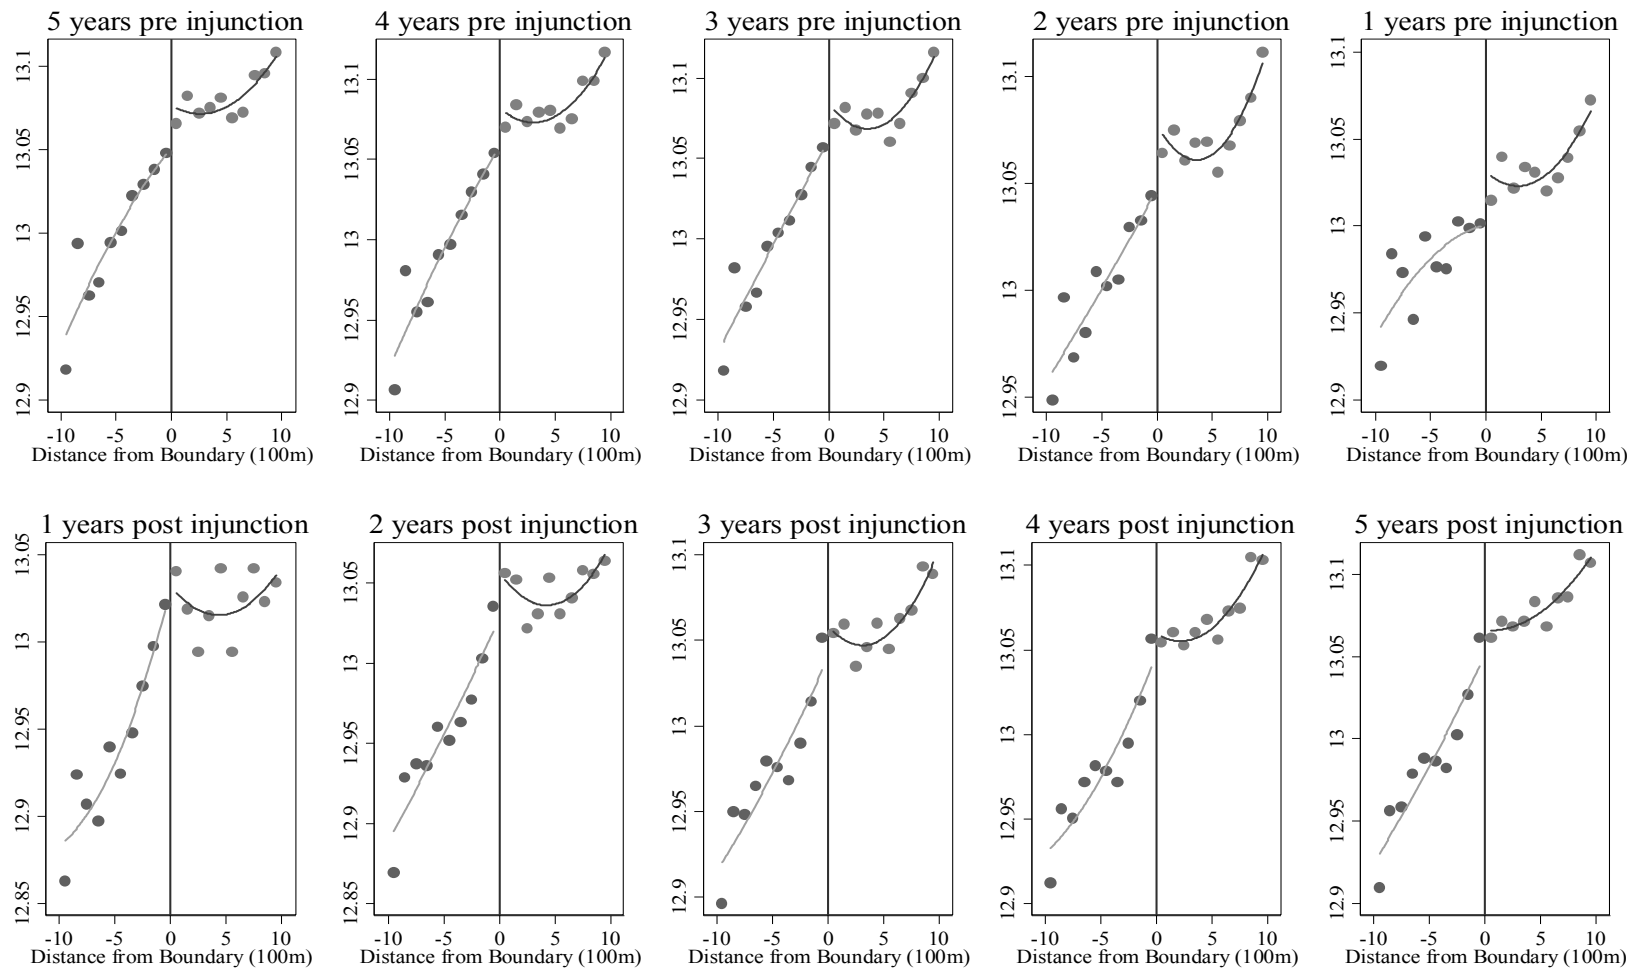 5 years pre injunction
13.1
13.05
13
12.95
12.9
-10 -5 0 5 10
Distance from Boundary (100m)
4 years pre injunction
13.1
13.05
13
12.95
12.9
-10 -5 0 5 10
Distance from Boundary (100m)
3 years pre injunction
13.1
13.05
13
12.95
12.9
-10 -5 0 5 10
Distance from Boundary (100m)
2 years pre injunction
13.1
13.05
13
12.95
-10 -5 0 5 10
Distance from Boundary (100m)
1 years pre injunction
13.1
13.05
13
12.95
12.9
-10 -5 0 5 10
Distance from Boundary (100m)
1 years post injunction
13.05
13
12.95
12.9
12.85
-10 -5 0 5 10
Distance from Boundary (100m)
2 years post injunction
13.05
13
12.95
12.9
12.85
-10 -5 0 5 10
Distance from Boundary (100m)
3 years post injunction
13.1
13.05
13
12.95
12.9
-10 -5 0 5 10
Distance from Boundary (100m)
4 years post injunction
13.1
13.05
13
12.95
12.9
-10 -5 0 5 10
Distance from Boundary (100m)
5 years post injunction
13.1
13.05
13
12.95
12.9
-10 -5 0 5 10
Distance from Boundary (100m)